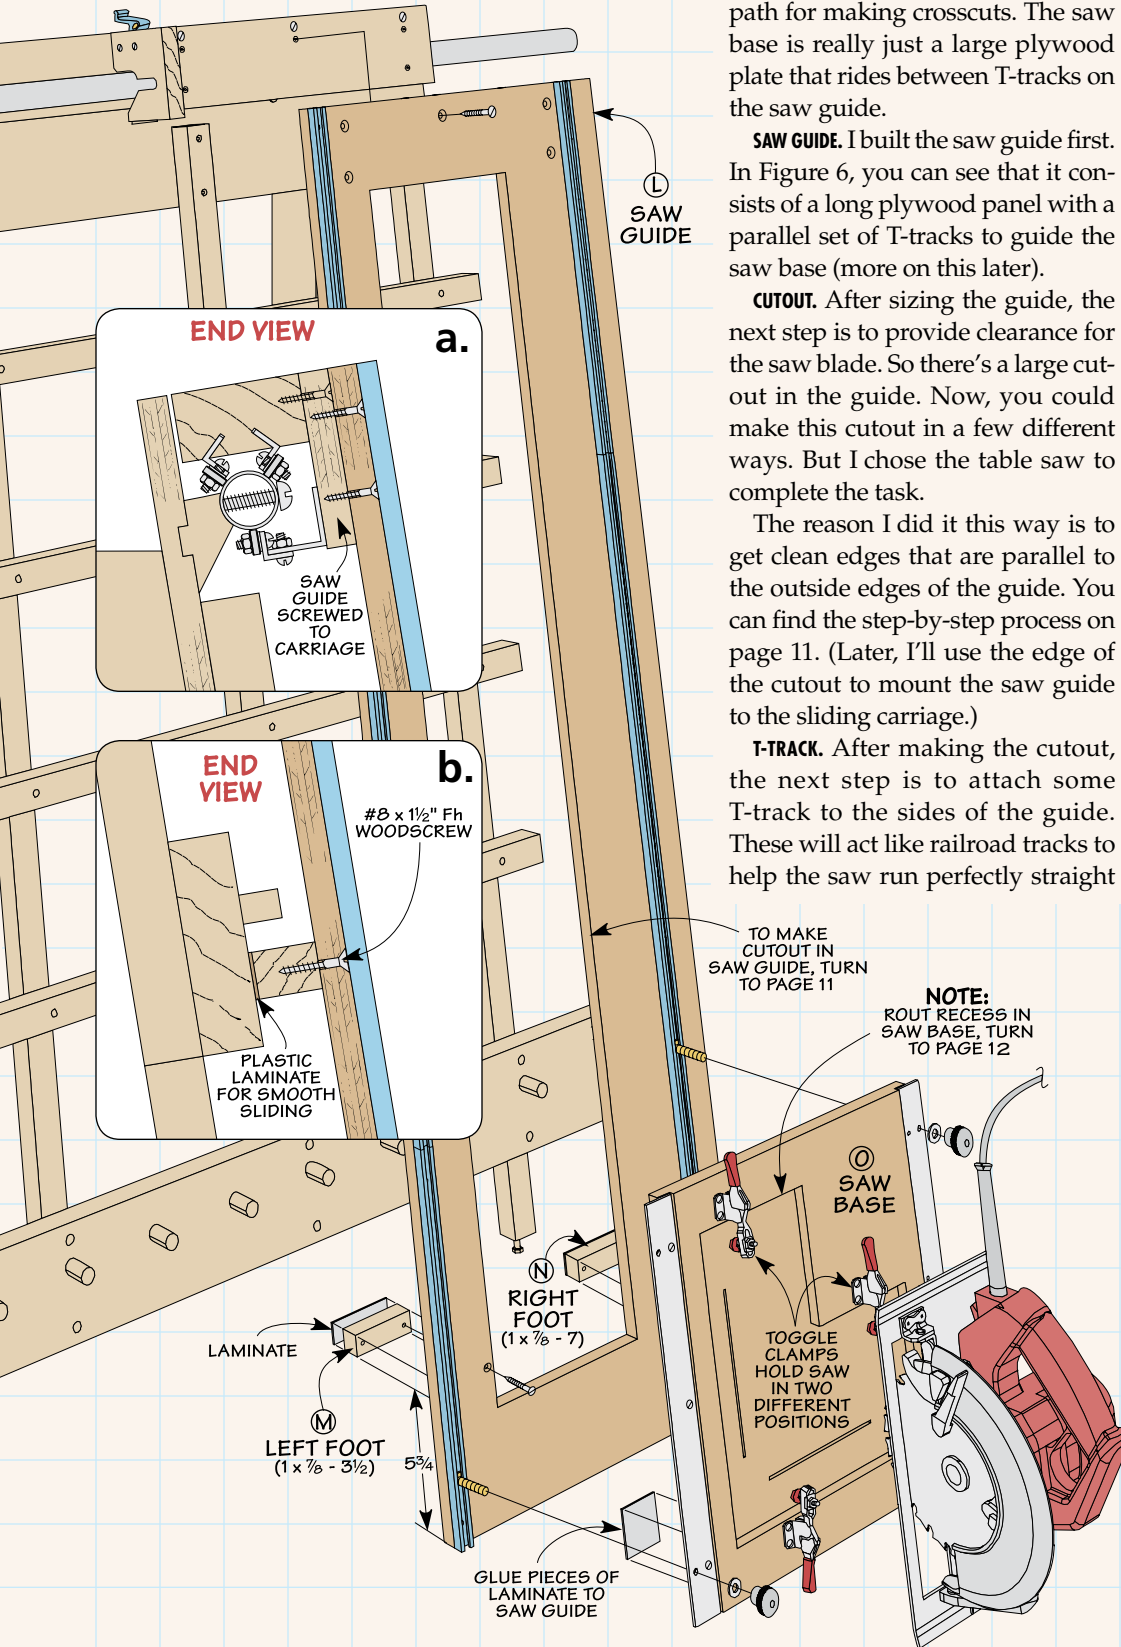 path for making crosscuts. The saw
base is really just a large plywood
plate that rides between T-tracks on
the saw guide.
SAW GUIDE. I built the saw guide first.
In Figure 6, you can see that it con-
sists of a long plywood panel with a
parallel set of T-tracks to guide the
saw base (more on this later).
CUTOUT. After sizing the guide, the
next step is to provide clearance for
the saw blade. So there's a large cut-
out in the guide. Now, you could
make this cutout in a few different
ways. But I chose the table saw to
complete the task.
The reason I did it this way is to
get clean edges that are parallel to
the outside edges of the guide. You
can find the step-by-step process on
page 11. (Later, I'll use the edge of
the cutout to mount the saw guide
to the sliding carriage.)
T-TRACK. After making the cutout,
the next step is to attach some
T-track to the sides of the guide.
These will act like railroad tracks to
help the saw run perfectly straight
L
SAW
GUIDE
END VIEW
a.
SAW
GUIDE
SCREWED
TO
CARRIAGE
END
VIEW
b.
#8 x 1½" Fh
WOODSCREW
PLASTIC
LAMINATE
FOR SMOOTH
SLIDING
TO MAKE
CUTOUT IN
SAW GUIDE, TURN
TO PAGE 11
NOTE:
ROUT RECESS IN
SAW BASE, TURN
TO PAGE 12
O
SAW
BASE
N
RIGHT
FOOT
(1 x ⅞ - 7)
LAMINATE
M
LEFT FOOT
(1 x ⅞ - 3½)
5¾
TOGGLE
CLAMPS
HOLD SAW
IN TWO
DIFFERENT
POSITIONS
GLUE PIECES OF
LAMINATE TO
SAW GUIDE